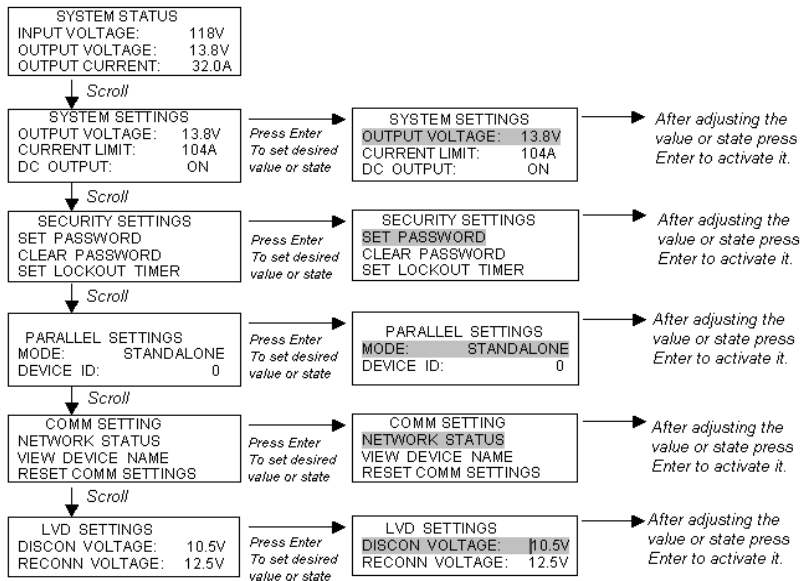 SYSTEM STATUS
INPUT VOLTAGE: 118V
OUTPUT VOLTAGE: 13.8V
OUTPUT CURRENT: 32.0A
Scroll
SYSTEM SETTINGS
OUTPUT VOLTAGE: 13.8V
CURRENT LIMIT: 104A
DC OUTPUT: ON
Press Enter
To set desired
value or state
SYSTEM SETTINGS
OUTPUT VOLTAGE: 13.8V
CURRENT LIMIT: 104A
DC OUTPUT: ON
After adjusting the
value or state press
Enter to activate it.
Scroll
SECURITY SETTINGS
SET PASSWORD
CLEAR PASSWORD
SET LOCKOUT TIMER
Press Enter
To set desired
value or state
SECURITY SETTINGS
SET PASSWORD
CLEAR PASSWORD
SET LOCKOUT TIMER
After adjusting the
value or state press
Enter to activate it.
Scroll
PARALLEL SETTINGS
MODE: STANDALONE
DEVICE ID: 0
Press Enter
To set desired
value or state
PARALLEL SETTINGS
MODE: STANDALONE
DEVICE ID: 0
After adjusting the
value or state press
Enter to activate it.
Scroll
COMM SETTING
NETWORK STATUS
VIEW DEVICE NAME
RESET COMM SETTINGS
Press Enter
To set desired
value or state
COMM SETTING
NETWORK STATUS
VIEW DEVICE NAME
RESET COMM SETTINGS
After adjusting the
value or state press
Enter to activate it.
Scroll
LVD SETTINGS
DISCON VOLTAGE: 10.5V
RECONN VOLTAGE: 12.5V
Press Enter
To set desired
value or state
LVD SETTINGS
DISCON VOLTAGE: 10.5V
RECONN VOLTAGE: 12.5V
After adjusting the
value or state press
Enter to activate it.